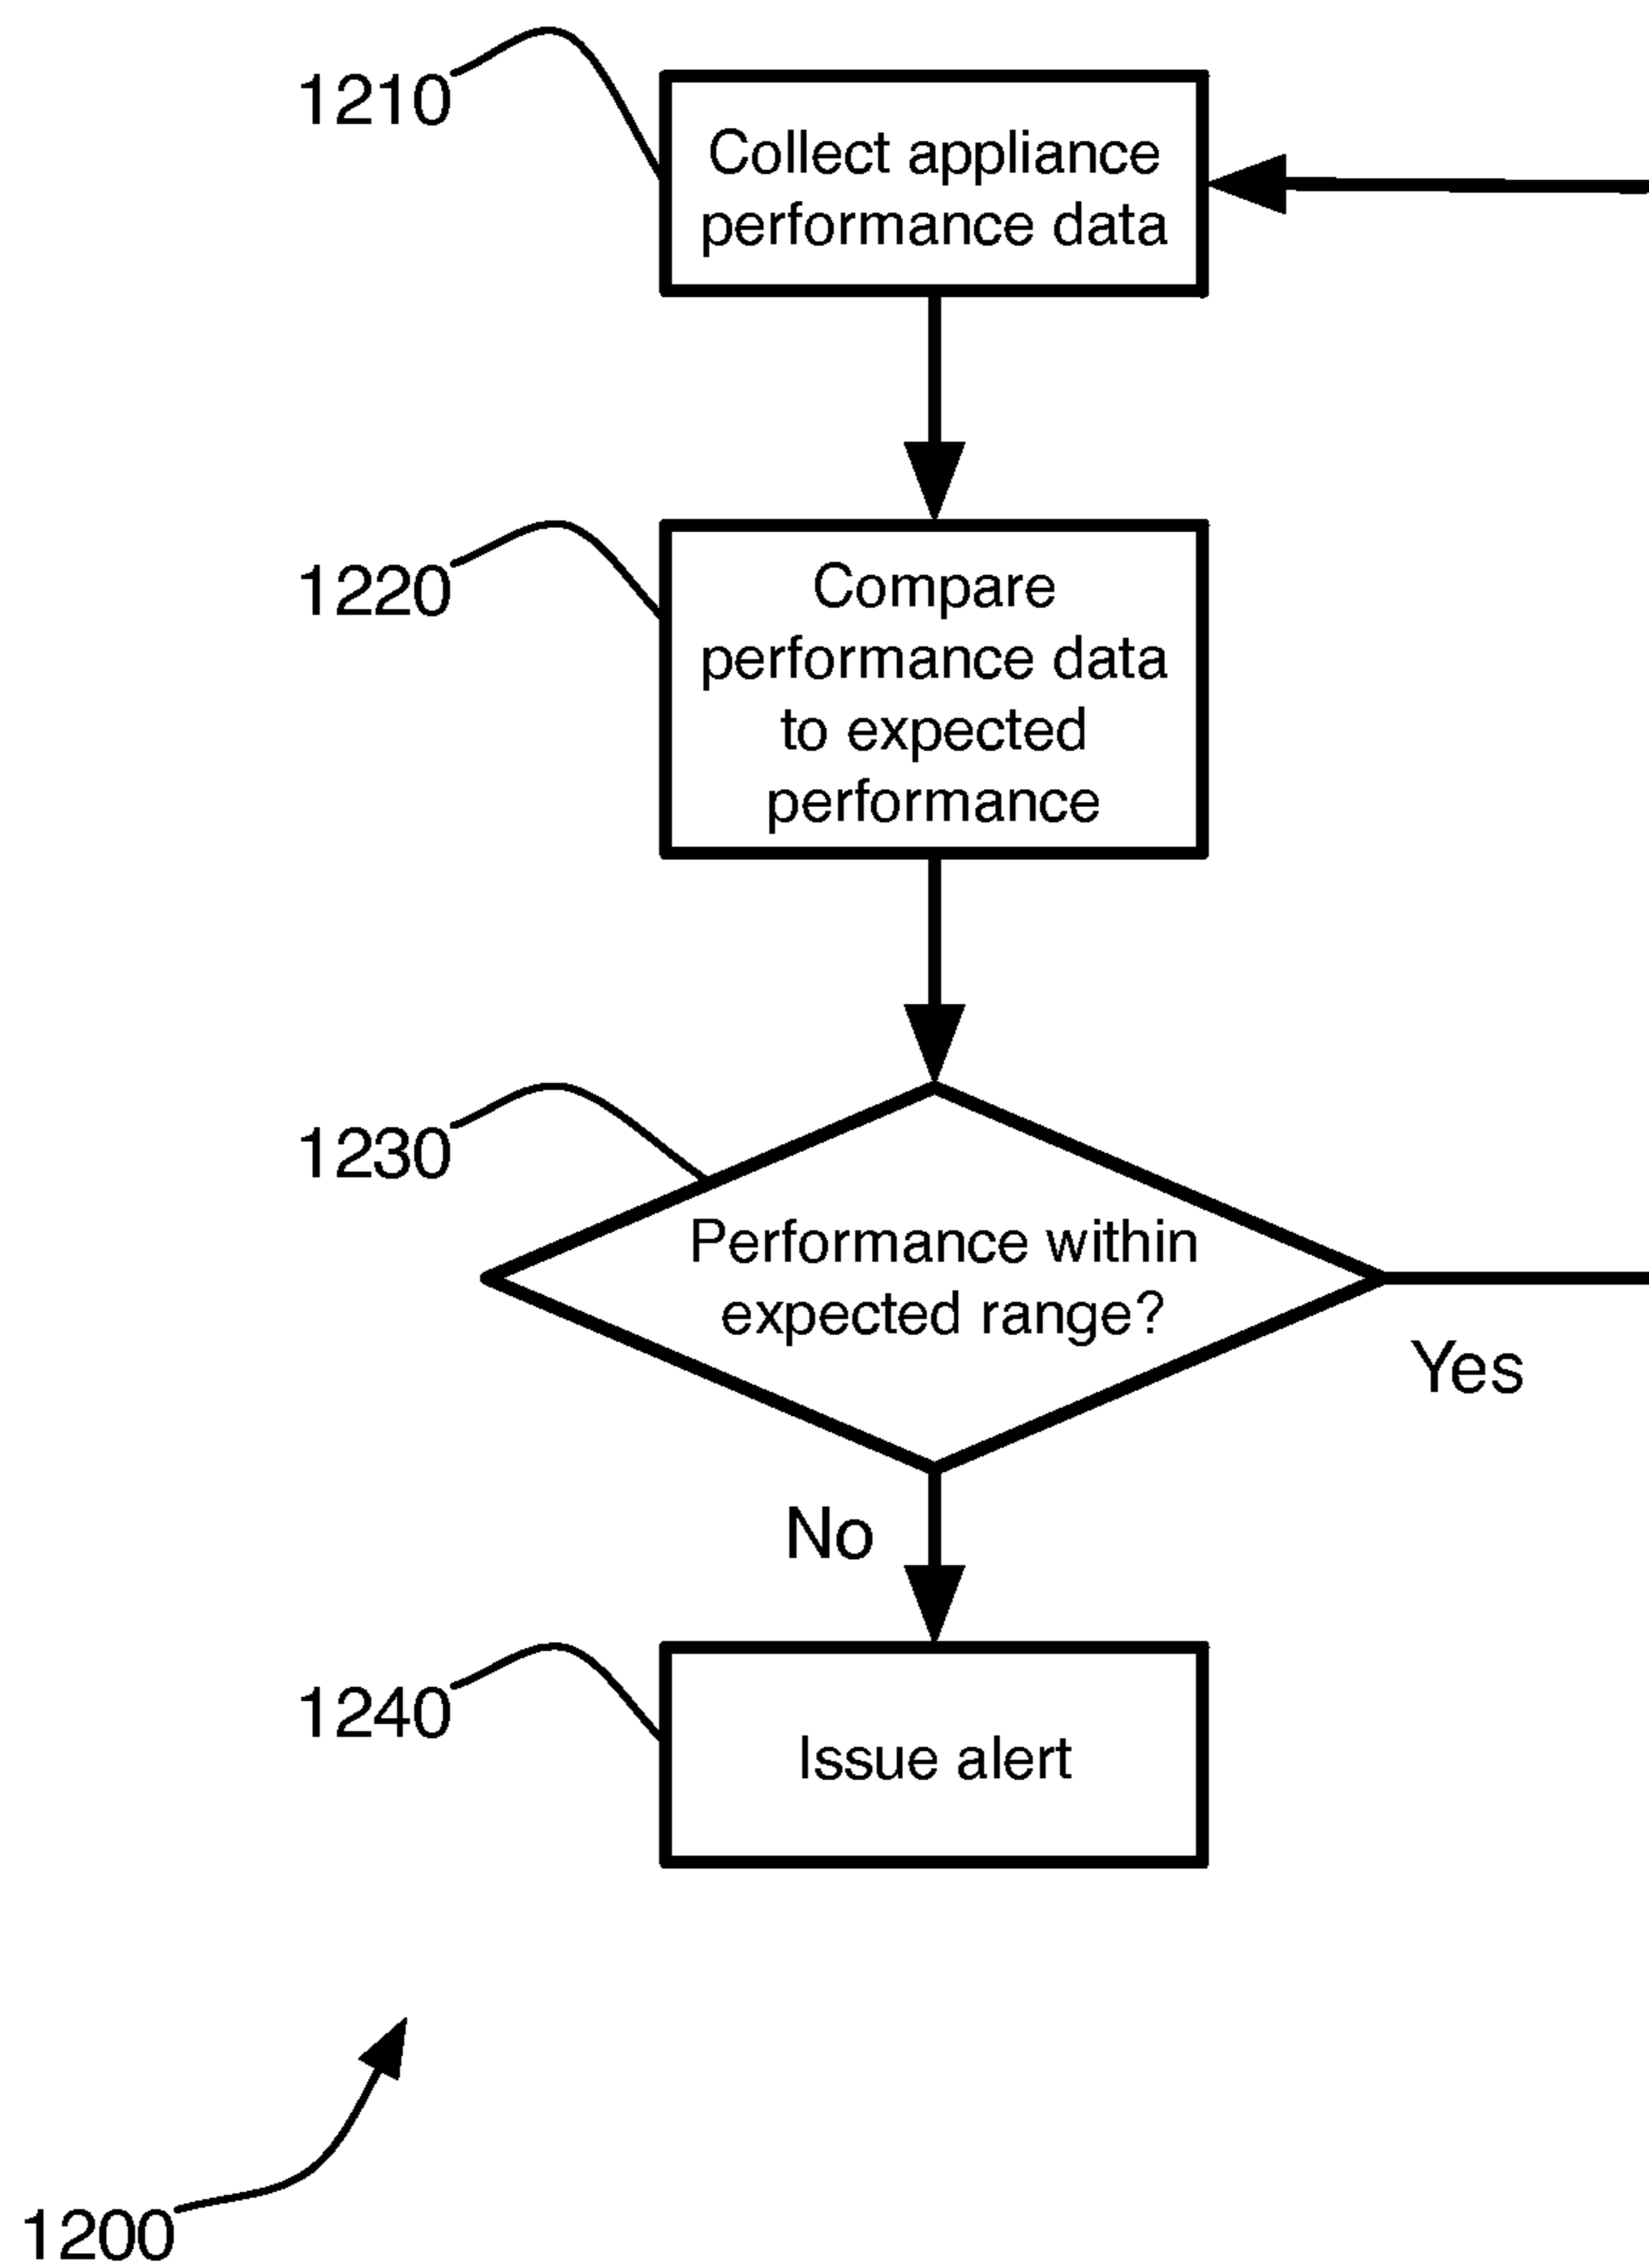 1210
Collect appliance
performance data
1220
Compare
performance data
to expected
performance
1230
Performance within
expected range?
Yes
No
1240
Issue alert
1200